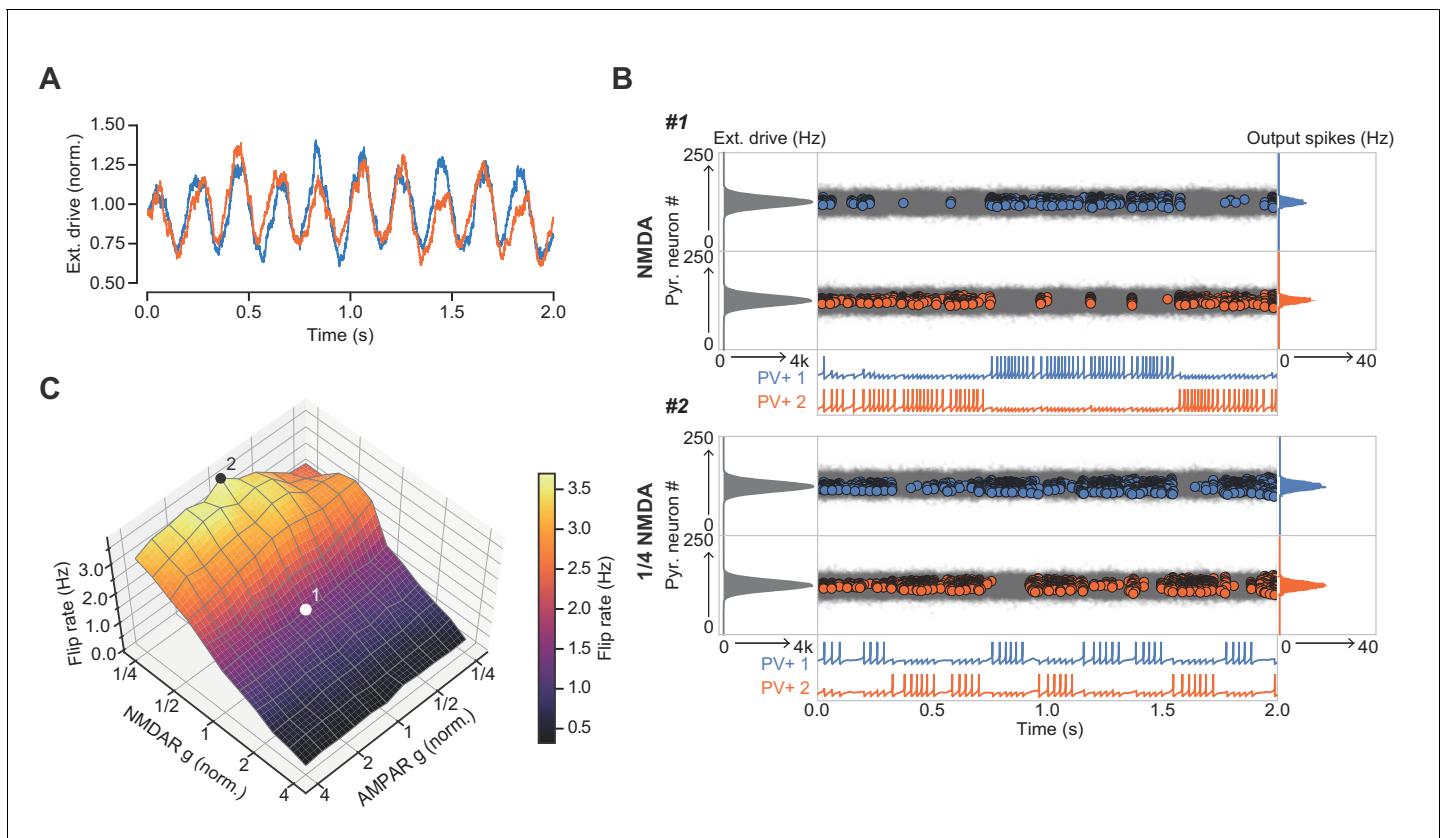 A
Ext. drive (norm.)
1.50
1.25
1.00
0.75
0.50
0.0
0.5
1.0
1.5
2.0
Time (s)
B
#1
Ext. drive (Hz)
Output spikes (Hz)
NMDA
Pyr. neuron #
250
0
250
0
0
4k
0
40
PV+ 1
PV+ 2
#2
1/4 NMDA
Pyr. neuron #
250
0
250
0
0
4k
0
40
PV+ 1
PV+ 2
0.0
0.5
1.0
1.5
2.0
Time (s)
C
2
1
Flip rate (Hz)
3.0
2.0
1.0
0.0
1/4
1/2
1
2
4
NMDAR g (norm.)
4
2
1
1/2
1/4
AMPAR g (norm.)
Flip rate (Hz)
3.5
3.0
2.5
2.0
1.5
1.0
0.5